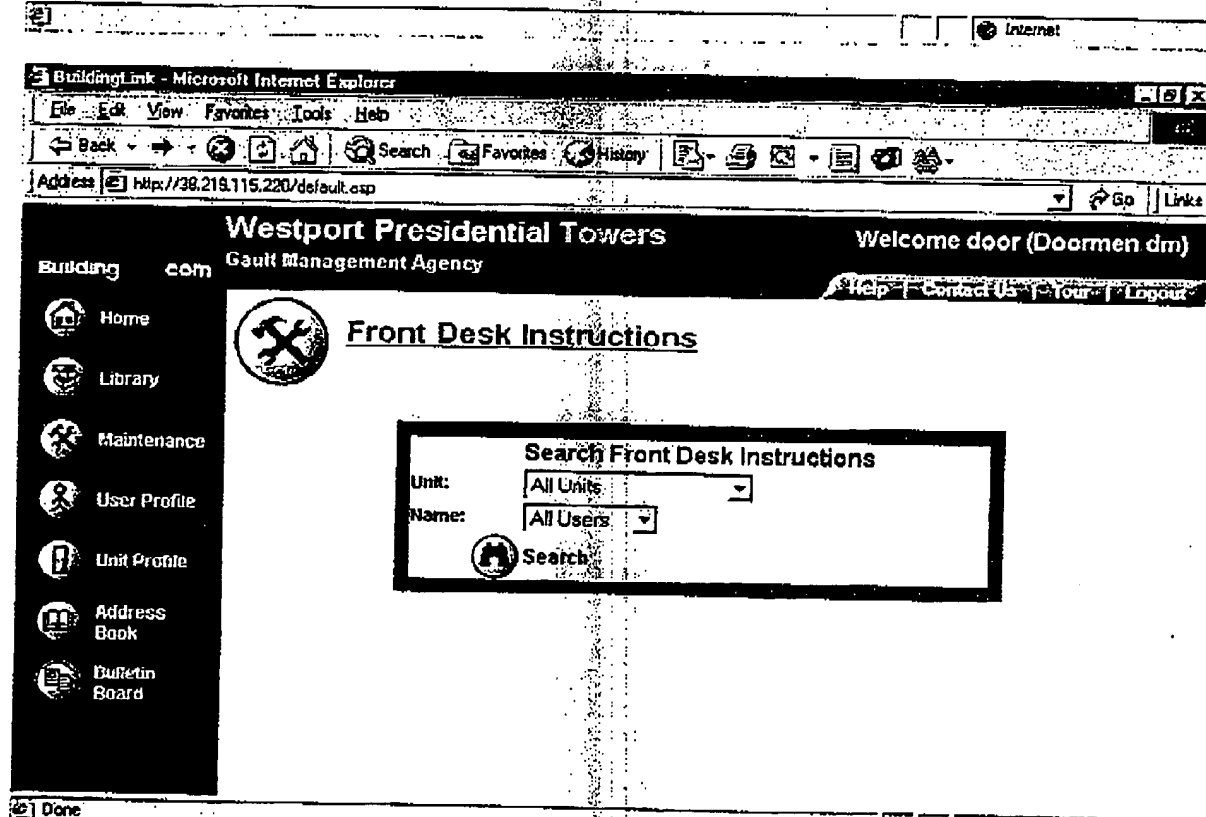 Internet
BuildingLink - Microsoft Internet Explorer
File Edit View Favorites Tools Help
Back Search Favorites History
Address http://38.219.115.220/default.asp Go Links
Westport Presidential Towers
Gault Management Agency
Welcome door (Doormen dm)
Building com
Help | Contact Us | Tour | Logout
Home
Library
Maintenance
User Profile
Unit Profile
Address
Book
Bulletin
Board
Front Desk Instructions
Search Front Desk Instructions
Unit: All Units
Name: All Users
Search
Done